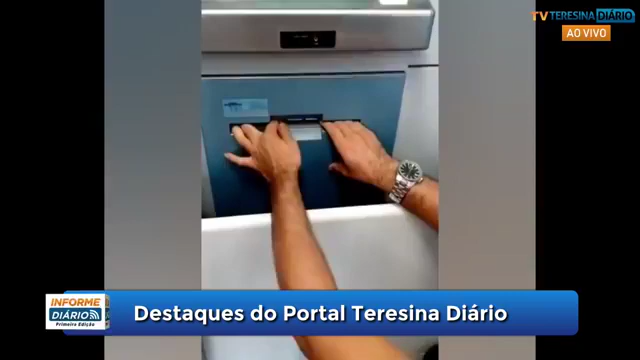 TV TERESINA DIÁRIO
AO VIVO
INFORME
DIÁRIO
Primeira Edição
Destaques do Portal Teresina Diário